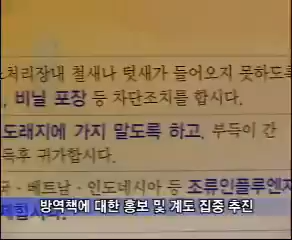 처리장내 철새나 텃새가 들어오지 못하도록
, 비닐 포장 등 차단조치를 합시다.
도래지에 가지 말도록 하고, 부득이 간
독후 귀가합시다.
· 베트남 · 인도네시아 등 조류인플루엔자
방역책에 대한 홍보 및 계도 집중 추진